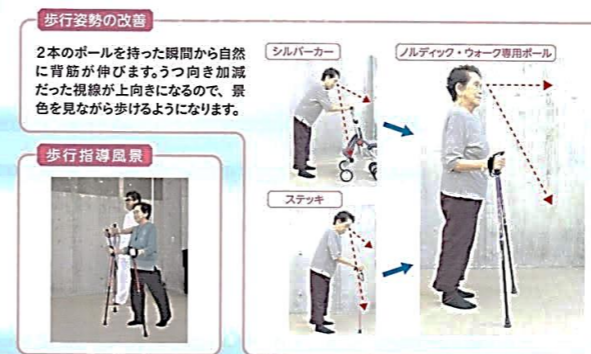 歩行姿勢の改善
2本のポールを持った瞬間から自然
に背筋が伸びます。うつ向き加減
だった視線が上向きになるので、景
色を見ながら歩けるようになります。
歩行指導風景
シルバーカー
ステッキ
ノルディック・ウォーク専用ポール